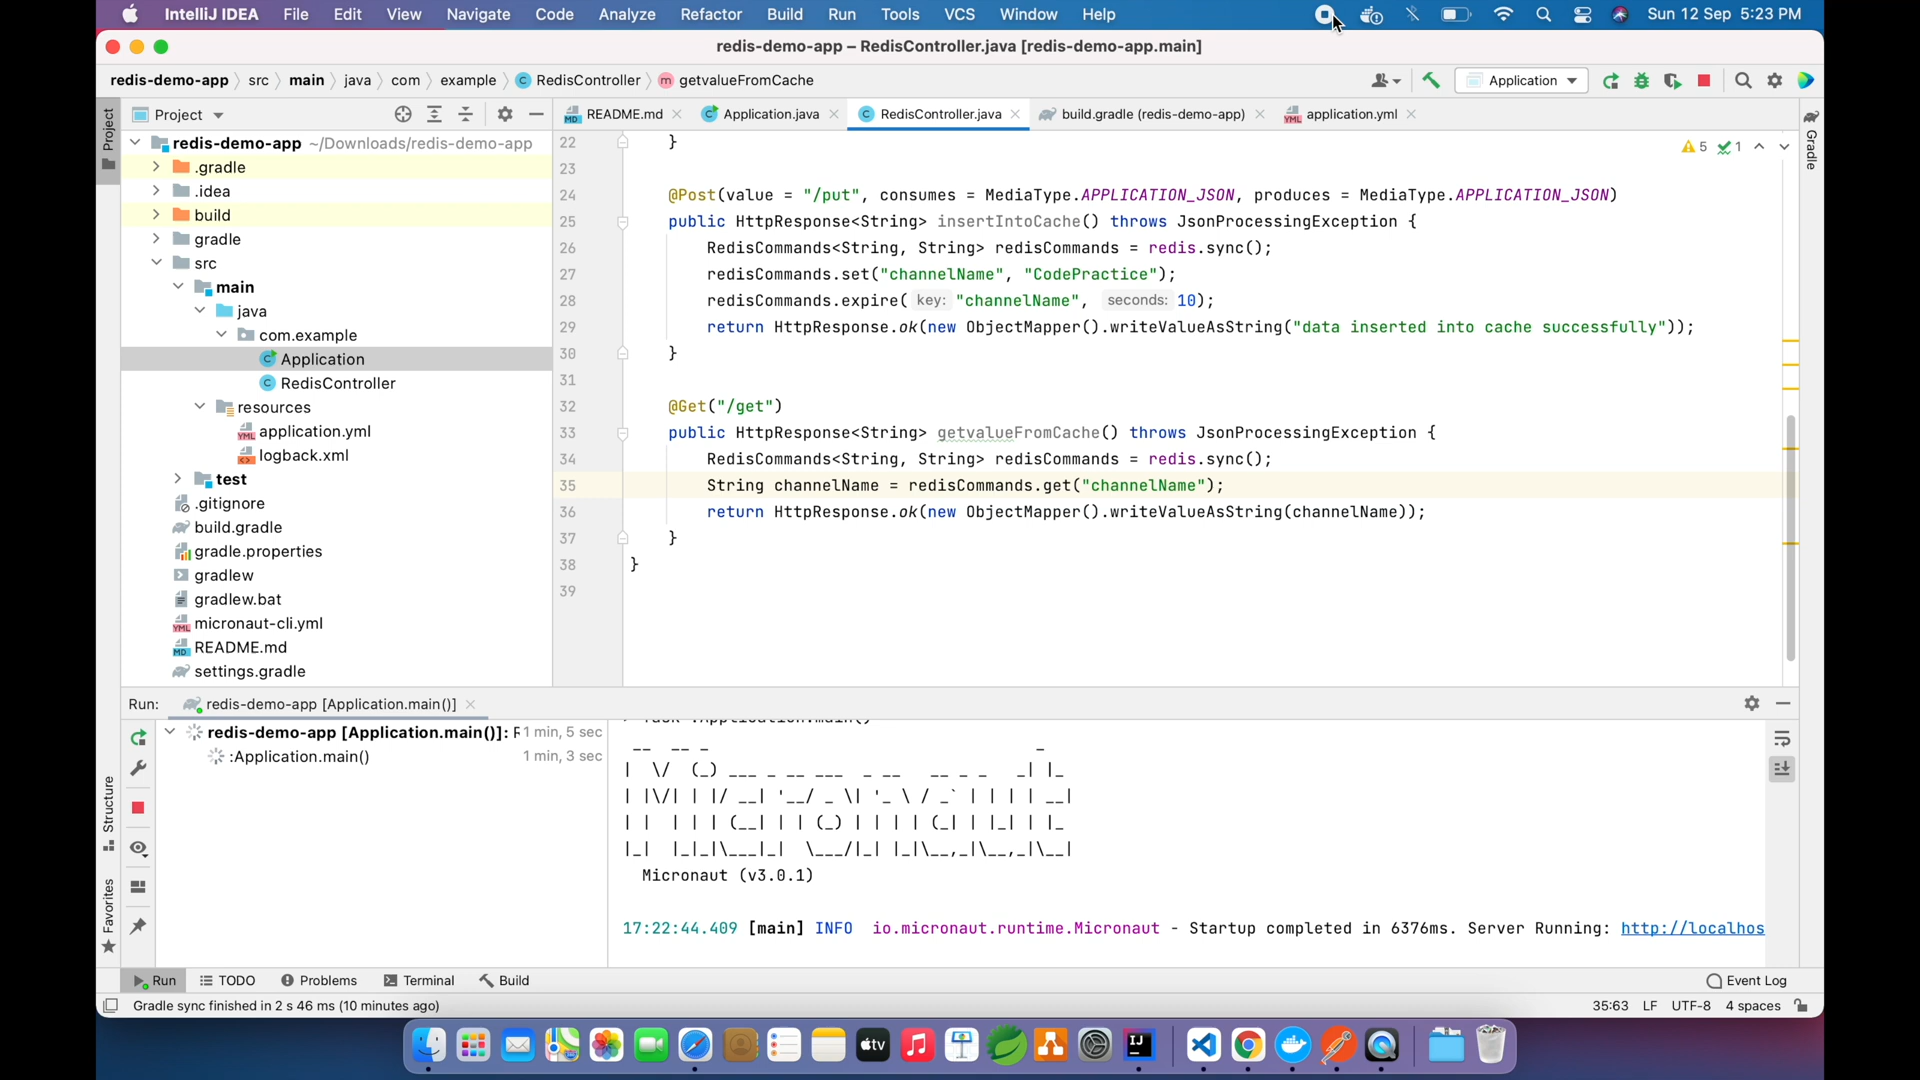 IntelliJ IDEA File Edit View Navigate Code Analyze Refactor Build Run Tools VCS Window Help Sun 12 Sep 5:23 PM
redis-demo-app – RedisController.java [redis-demo-app.main]
redis-demo-app src main java com example RedisController getvalueFromCache Application
Project README.md Application.java RedisController.java build.gradle (redis-demo-app) application.yml
Project
Gradle
Structure
Favorites
redis-demo-app ~/Downloads/redis-demo-app
.gradle
.idea
build
gradle
src
main
java
com.example
Application
RedisController
resources
application.yml
logback.xml
test
.gitignore
build.gradle
gradle.properties
gradlew
gradlew.bat
micronaut-cli.yml
README.md
settings.gradle
5 1
22 }
23
24 @Post(value = "/put", consumes = MediaType.APPLICATION_JSON, produces = MediaType.APPLICATION_JSON)
25 public HttpResponse<String> insertIntoCache() throws JsonProcessingException {
26 RedisCommands<String, String> redisCommands = redis.sync();
27 redisCommands.set("channelName", "CodePractice");
28 redisCommands.expire( key: "channelName", seconds: 10);
29 return HttpResponse.ok(new ObjectMapper().writeValueAsString("data inserted into cache successfully"));
30 }
31
32 @Get("/get")
33 public HttpResponse<String> getvalueFromCache() throws JsonProcessingException {
34 RedisCommands<String, String> redisCommands = redis.sync();
35 String channelName = redisCommands.get("channelName");
36 return HttpResponse.ok(new ObjectMapper().writeValueAsString(channelName));
37 }
38 }
39
Run: redis-demo-app [Application.main()]
redis-demo-app [Application.main()]: 1 min, 5 sec
:Application.main() 1 min, 3 sec
Micronaut (v3.0.1)
17:22:44.409 [main] INFO io.micronaut.runtime.Micronaut - Startup completed in 6376ms. Server Running: http://localhos
Run TODO Problems Terminal Build Event Log
Gradle sync finished in 2 s 46 ms (10 minutes ago) 35:63 LF UTF-8 4 spaces